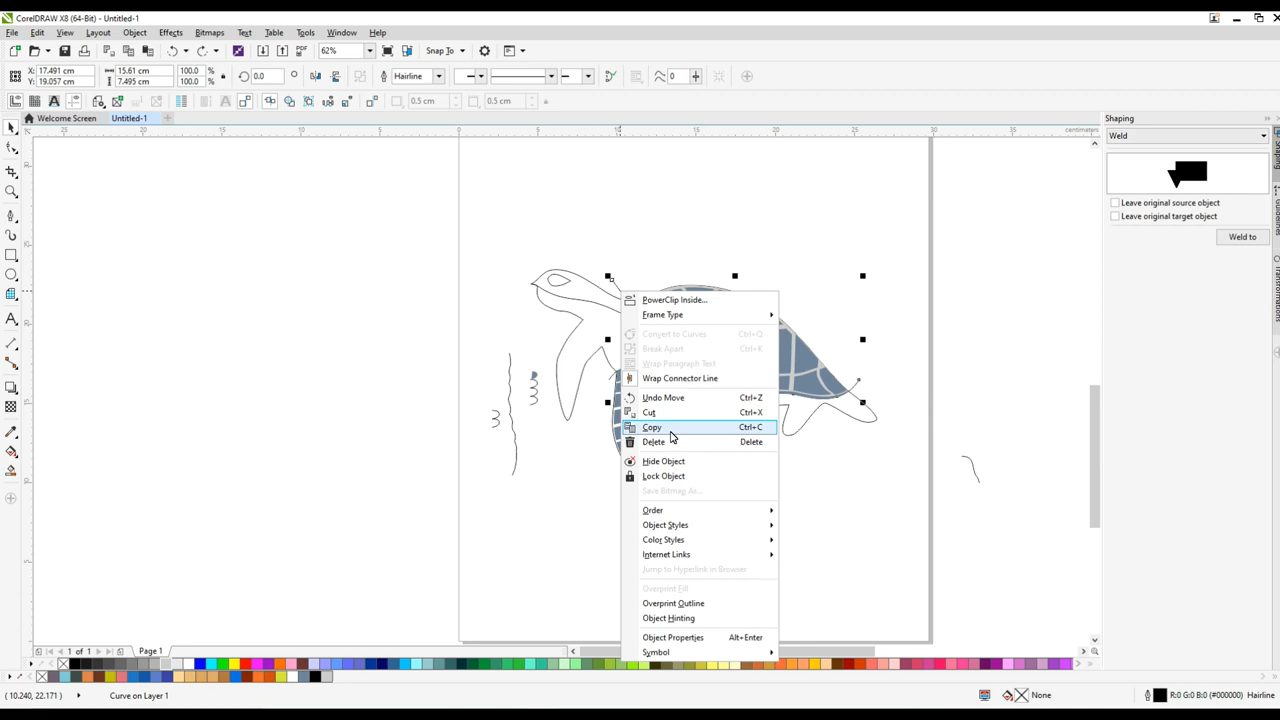 CorelDRAW X8 (64-Bit) - Untitled-1
File Edit View Layout Object Effects Bitmaps Text Table Tools Window Help
PDF 62% Snap To
X: 17.491 cm 15.61 cm 100.0 % 0.0 Hairline 0
Y: 19.057 cm 7.495 cm 100.0 %
0.5 cm 0.5 cm
Welcome Screen Untitled-1
Shaping
centimeters
Weld
Leave original source object
Leave original target object
Weld to
PowerClip Inside...
Frame Type
Convert to Curves Ctrl+Q
Break Apart Ctrl+K
Wrap Paragraph Text
Wrap Connector Line
Undo Move Ctrl+Z
Cut Ctrl+X
Copy Ctrl+C
Delete Delete
Hide Object
Lock Object
Save Bitmap As...
Order
Object Styles
Color Styles
Internet Links
Jump to Hyperlink in Browser
Overprint Fill
Overprint Outline
Object Hinting
Object Properties Alt+Enter
Symbol
1 of 1 Page 1
( 10.240, 22.171 ) Curve on Layer 1 None R:0 G:0 B:0 (#000000) Hairline